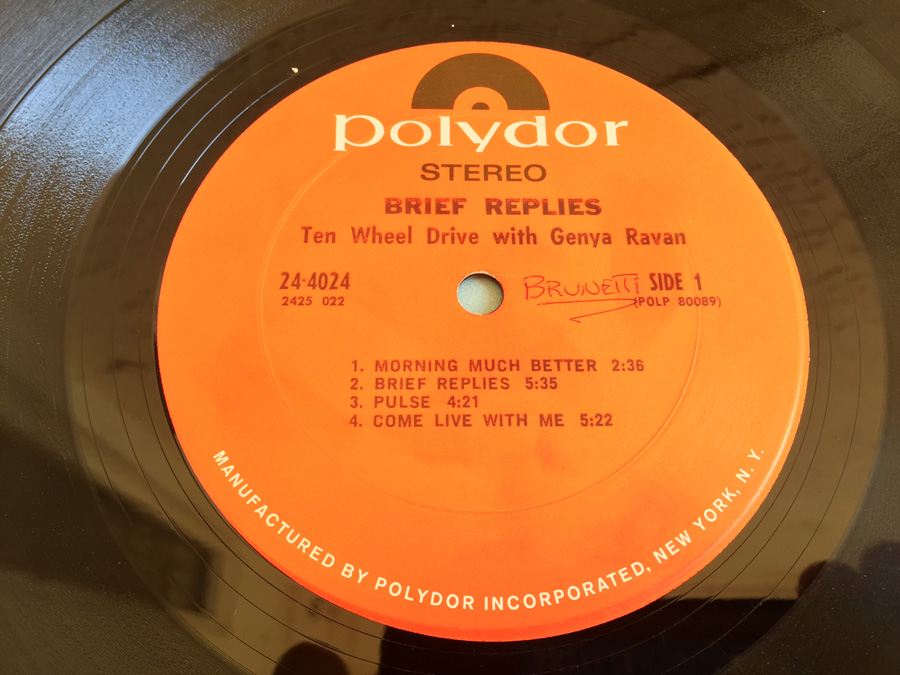 polydor
STEREO
BRIEF REPLIES
Ten Wheel Drive with Genya Ravan
24-4024
2425 022
BRUNETTI
SIDE 1
(POLP 80089)
1. MORNING MUCH BETTER 2:36
2. BRIEF REPLIES 5:35
3. PULSE 4:21
4. COME LIVE WITH ME 5:22
MANUFACTURED BY POLYDOR INCORPORATED, NEW YORK, N. Y.